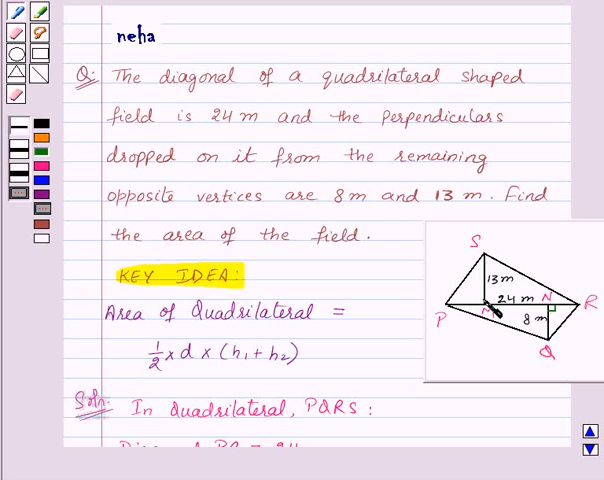 neha
Q: The diagonal of a quadrilateral shaped
field is 24 m and the perpendiculars
dropped on it from the remaining
opposite vertices are 8 m and 13 m. Find
the area of the field.
KEY IDEA:
Area of Quadrilateral =
1/2 x d x (h₁ + h₂)
Soln: In Quadrilateral, PQRS:
S
13 m
24 m N R
P M
8 m
Q